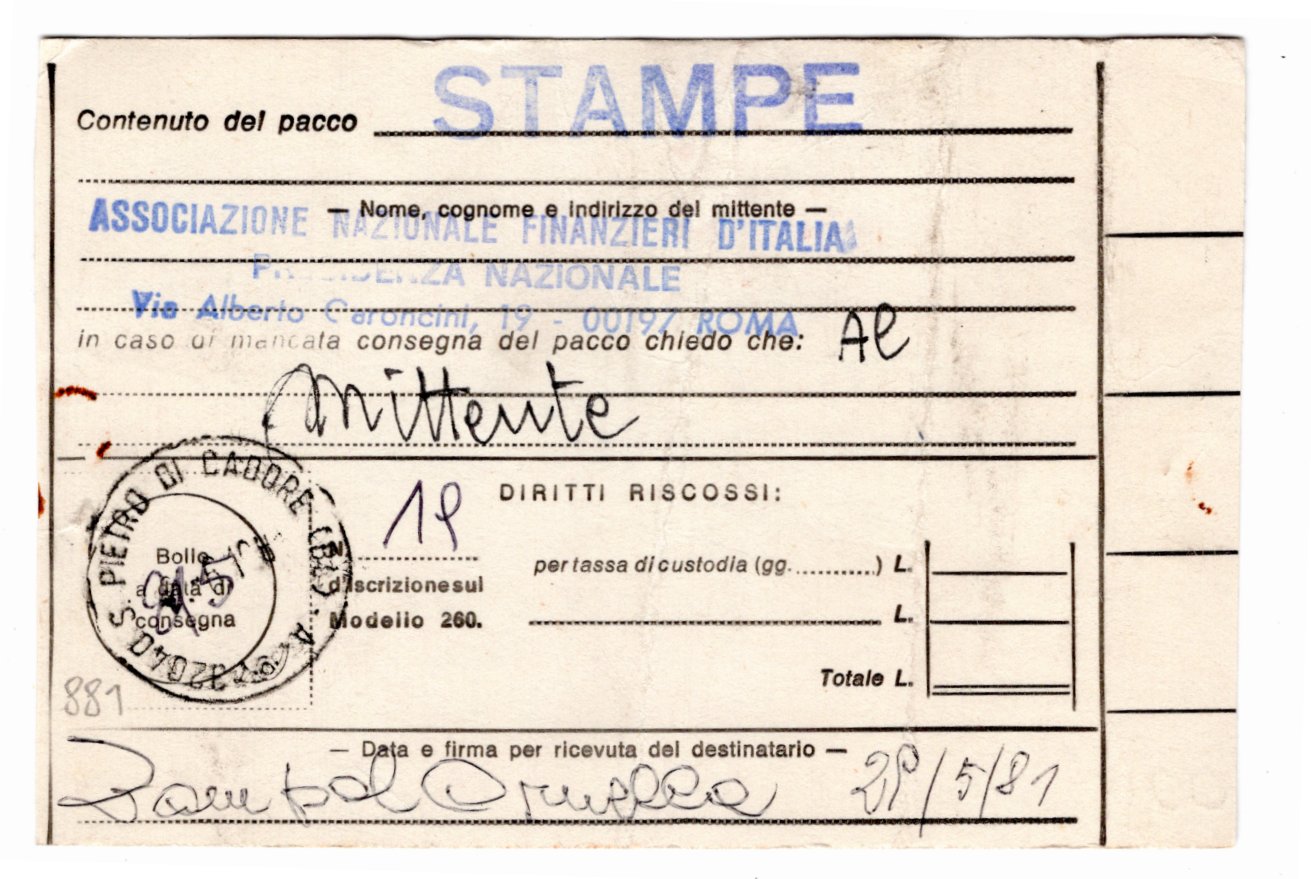 STAMPE
Contenuto del pacco
— Nome, cognome e indirizzo del mittente —
ASSOCIAZIONE NAZIONALE FINANZIERI D'ITALIA
PRESIDENZA NAZIONALE
Via Alberto Caroncini, 19 - 00197 ROMA
in caso di mancata consegna del pacco chiedo che: Al
Mittente
S. PIETRO DI CADORE (BL)
32040
Bollo
a data di
consegna
N.
d'iscrizione sul
Modello 260.
DIRITTI RISCOSSI:
per tassa di custodia (gg. ............) L.
L.
Totale L.
881
— Data e firma per ricevuta del destinatario —
/5/81